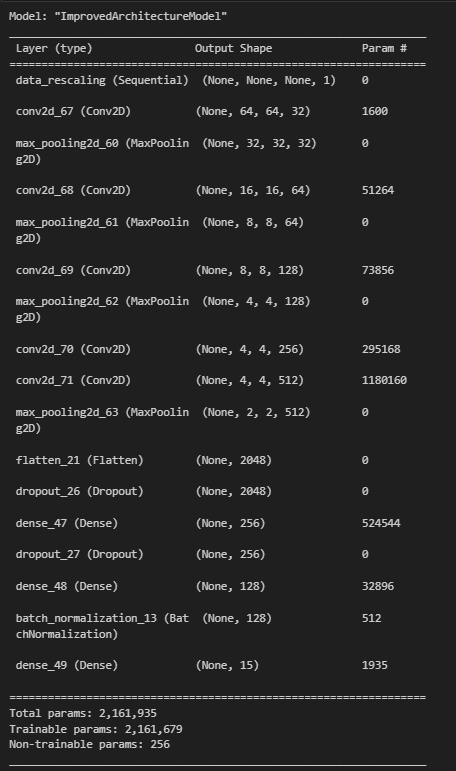 Model: "ImprovedArchitectureModel"
_________________________________________________________________
Layer (type) Output Shape Param #
=================================================================
data_rescaling (Sequential) (None, None, None, 1) 0
conv2d_67 (Conv2D) (None, 64, 64, 32) 1600
max_pooling2d_60 (MaxPoolin (None, 32, 32, 32) 0
g2D)
conv2d_68 (Conv2D) (None, 16, 16, 64) 51264
max_pooling2d_61 (MaxPoolin (None, 8, 8, 64) 0
g2D)
conv2d_69 (Conv2D) (None, 8, 8, 128) 73856
max_pooling2d_62 (MaxPoolin (None, 4, 4, 128) 0
g2D)
conv2d_70 (Conv2D) (None, 4, 4, 256) 295168
conv2d_71 (Conv2D) (None, 4, 4, 512) 1180160
max_pooling2d_63 (MaxPoolin (None, 2, 2, 512) 0
g2D)
flatten_21 (Flatten) (None, 2048) 0
dropout_26 (Dropout) (None, 2048) 0
dense_47 (Dense) (None, 256) 524544
dropout_27 (Dropout) (None, 256) 0
dense_48 (Dense) (None, 128) 32896
batch_normalization_13 (Bat (None, 128) 512
chNormalization)
dense_49 (Dense) (None, 15) 1935
=================================================================
Total params: 2,161,935
Trainable params: 2,161,679
Non-trainable params: 256
_________________________________________________________________